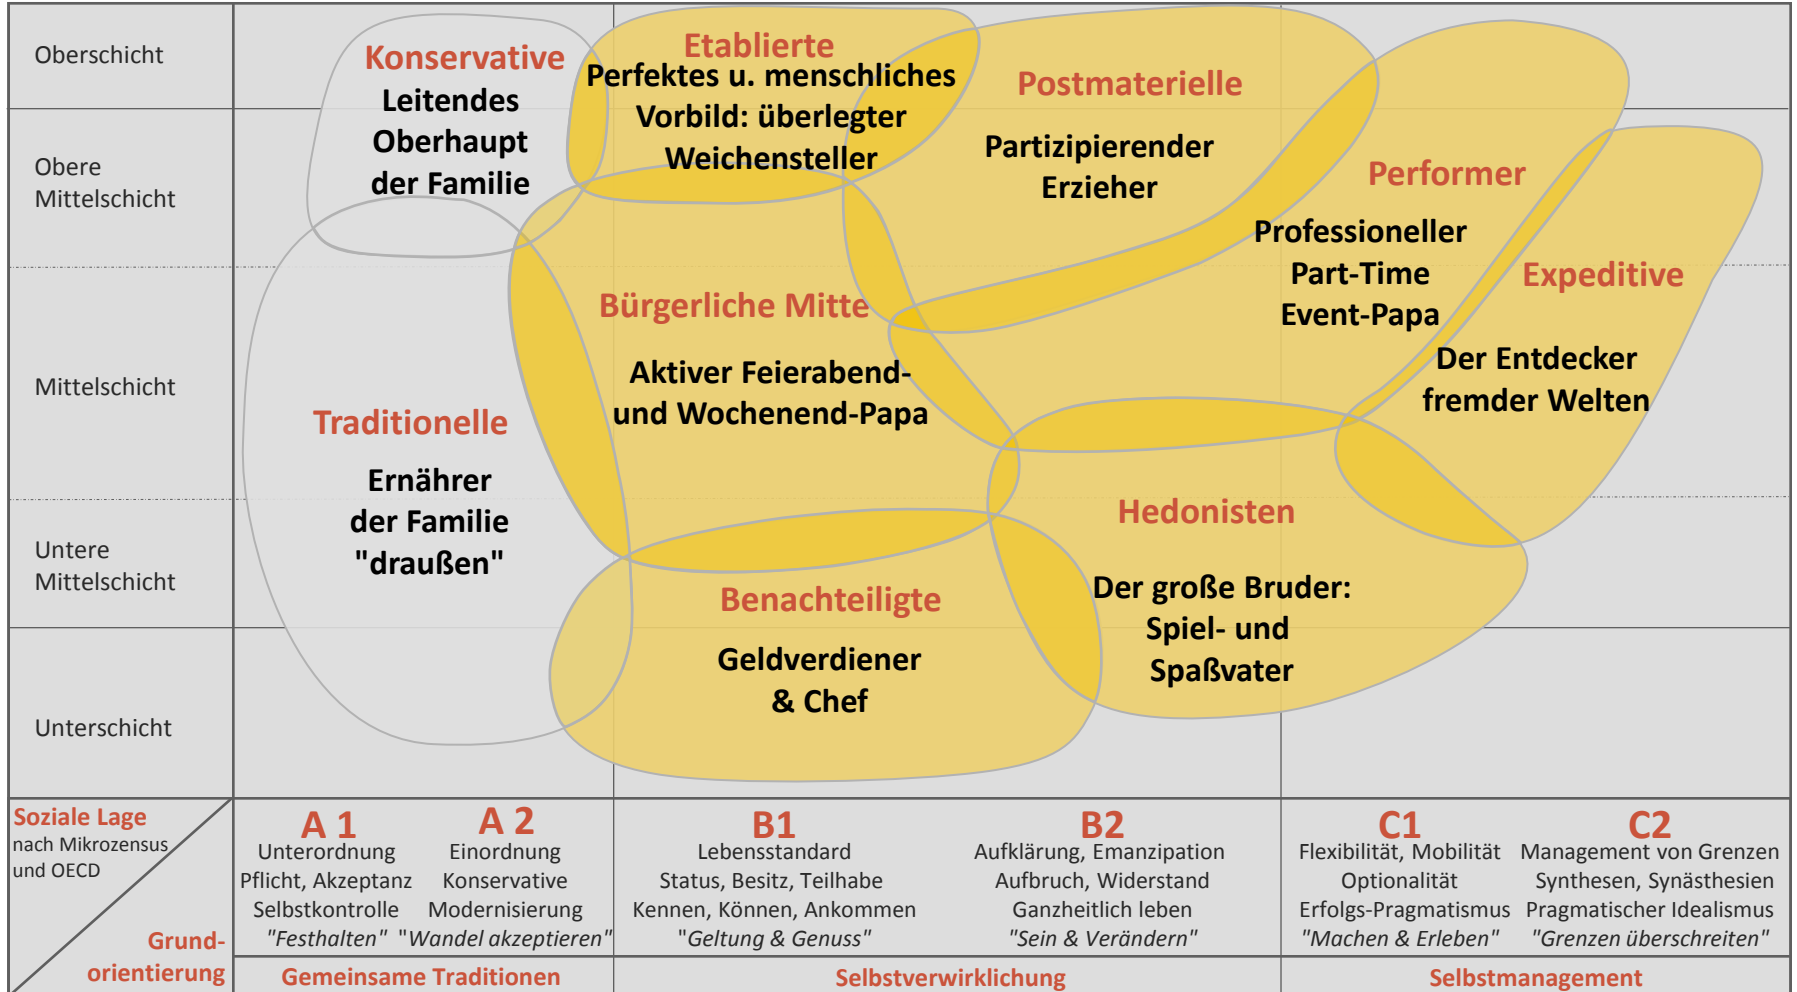 Oberschicht
Obere
Mittelschicht
Mittelschicht
Untere
Mittelschicht
Unterschicht
Konservative
Leitendes
Oberhaupt
der Familie
Etablierte
Perfektes u. menschliches
Vorbild: überlegter
Weichensteller
Postmaterielle
Partizipierender
Erzieher
Performer
Professioneller
Part-Time
Event-Papa
Expeditive
Der Entdecker
fremder Welten
Bürgerliche Mitte
Aktiver Feierabend-
und Wochenend-Papa
Traditionelle
Ernährer
der Familie
"draußen"
Hedonisten
Der große Bruder:
Spiel- und
Spaßvater
Benachteiligte
Geldverdiener
& Chef
Soziale Lage
nach Mikrozensus
und OECD
Grund-
orientierung
A 1
Unterordnung
Pflicht, Akzeptanz
Selbstkontrolle
"Festhalten"
A 2
Einordnung
Konservative
Modernisierung
"Wandel akzeptieren"
B1
Lebensstandard
Status, Besitz, Teilhabe
Kennen, Können, Ankommen
"Geltung & Genuss"
B2
Aufklärung, Emanzipation
Aufbruch, Widerstand
Ganzheitlich leben
"Sein & Verändern"
C1
Flexibilität, Mobilität
Optionalität
Erfolgs-Pragmatismus
"Machen & Erleben"
C2
Management von Grenzen
Synthesen, Synästhesien
Pragmatischer Idealismus
"Grenzen überschreiten"
Gemeinsame Traditionen
Selbstverwirklichung
Selbstmanagement